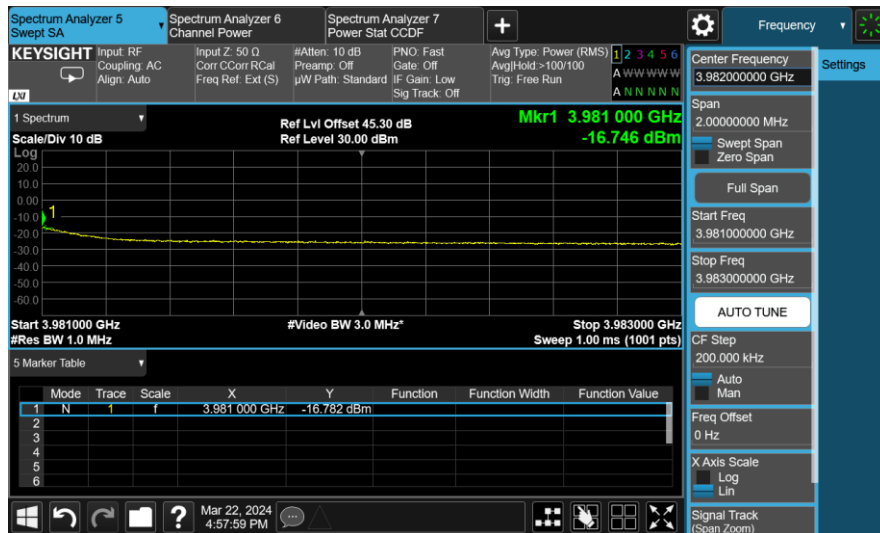 Spectrum Analyzer 5
Swept SA
Spectrum Analyzer 6
Channel Power
Spectrum Analyzer 7
Power Stat CCDF
Frequency
KEYSIGHT
LXI
Input: RF
Coupling: AC
Align: Auto
Input Z: 50 Ω
Corr CCorr RCal
Freq Ref: Ext (S)
#Atten: 10 dB
Preamp: Off
µW Path: Standard
PNO: Fast
Gate: Off
IF Gain: Low
Sig Track: Off
Avg Type: Power (RMS)
Avg|Hold:>100/100
Trig: Free Run
1 2 3 4 5 6
A W W W W W
A N N N N N
1 Spectrum
Scale/Div 10 dB
Ref Lvl Offset 45.30 dB
Ref Level 30.00 dBm
Mkr1 3.981 000 GHz
-16.746 dBm
Log
20.0
10.0
0.00
-10.0
-20.0
-30.0
-40.0
-50.0
-60.0
1
Start 3.981000 GHz
#Res BW 1.0 MHz
#Video BW 3.0 MHz*
Stop 3.983000 GHz
Sweep 1.00 ms (1001 pts)
5 Marker Table
Mode Trace Scale X Y Function Function Width Function Value
1 N 1 f 3.981 000 GHz -16.782 dBm
2
3
4
5
6
Mar 22, 2024
4:57:59 PM
Center Frequency
3.982000000 GHz
Span
2.00000000 MHz
Swept Span
Zero Span
Full Span
Start Freq
3.981000000 GHz
Stop Freq
3.983000000 GHz
AUTO TUNE
CF Step
200.000 kHz
Auto
Man
Freq Offset
0 Hz
X Axis Scale
Log
Lin
Signal Track
(Span Zoom)
Settings